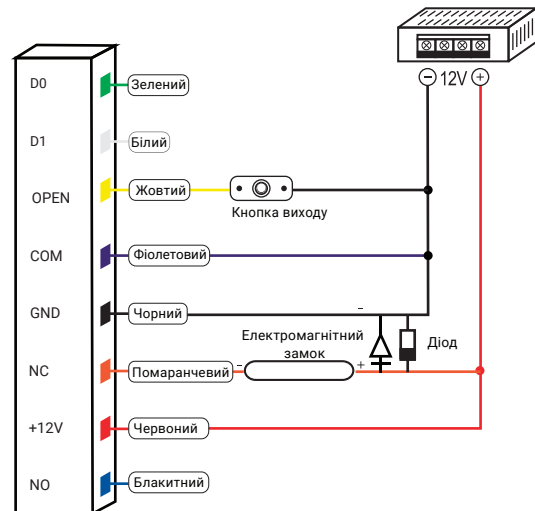 12V
D0 Зелений
D1 Білий
OPEN Жовтий
Кнопка виходу
COM Фіолетовий
GND Чорний
Електромагнітний
замок
Діод
NC Помаранчевий
+12V Червоний
NO Блакитний